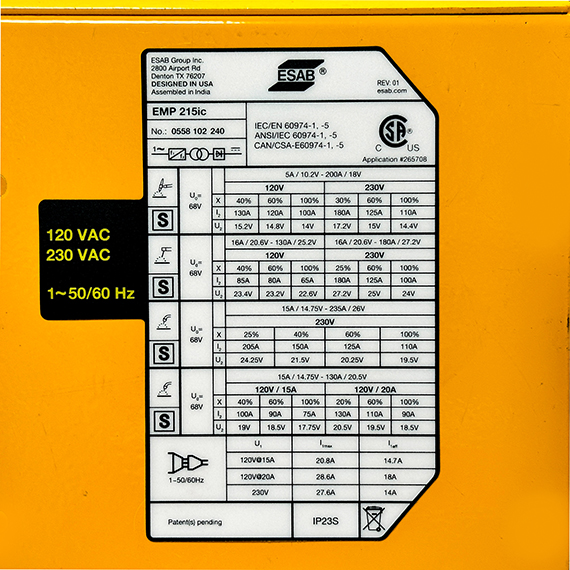 ESAB Group Inc.
2800 Airport Rd
Denton TX 76207
DESIGNED IN USA
Assembled in India
ESAB ®
REV: 01
esab.com
EMP 215ic
No.: 0558 102 240
IEC/EN 60974-1, -5
ANSI/IEC 60974-1, -5
CAN/CSA-E60974-1, -5
CSA ®
C US
Application #265708
1~
120 VAC
230 VAC
1~50/60 Hz
5A / 10.2V - 200A / 18V
120V 230V
U₀= 68V
S
X 40% 60% 100% 30% 60% 100%
I₂ 130A 120A 100A 180A 125A 110A
U₂ 15.2V 14.8V 14V 17.2V 15V 14.4V
16A / 20.6V - 130A / 25.2V 16A / 20.6V - 180A / 27.2V
120V 230V
U₀= 68V
S
X 40% 60% 100% 25% 60% 100%
I₂ 85A 80A 65A 180A 125A 100A
U₂ 23.4V 23.2V 22.6V 27.2V 25V 24V
15A / 14.75V - 235A / 26V
230V
U₀= 68V
S
X 25% 40% 60% 100%
I₂ 205A 150A 125A 110A
U₂ 24.25V 21.5V 20.25V 19.5V
15A / 14.75V - 130A / 20.5V
120V / 15A 120V / 20A
U₀= 68V
S
X 40% 60% 100% 20% 60% 100%
I₂ 100A 90A 75A 130A 110A 90A
U₂ 19V 18.5V 17.75V 20.5V 19.5V 18.5V
U₁ I₁max I₁eff
120V@15A 20.8A 14.7A
120V@20A 28.6A 18A
1~50/60Hz
230V 27.6A 14A
Patent(s) pending
IP23S